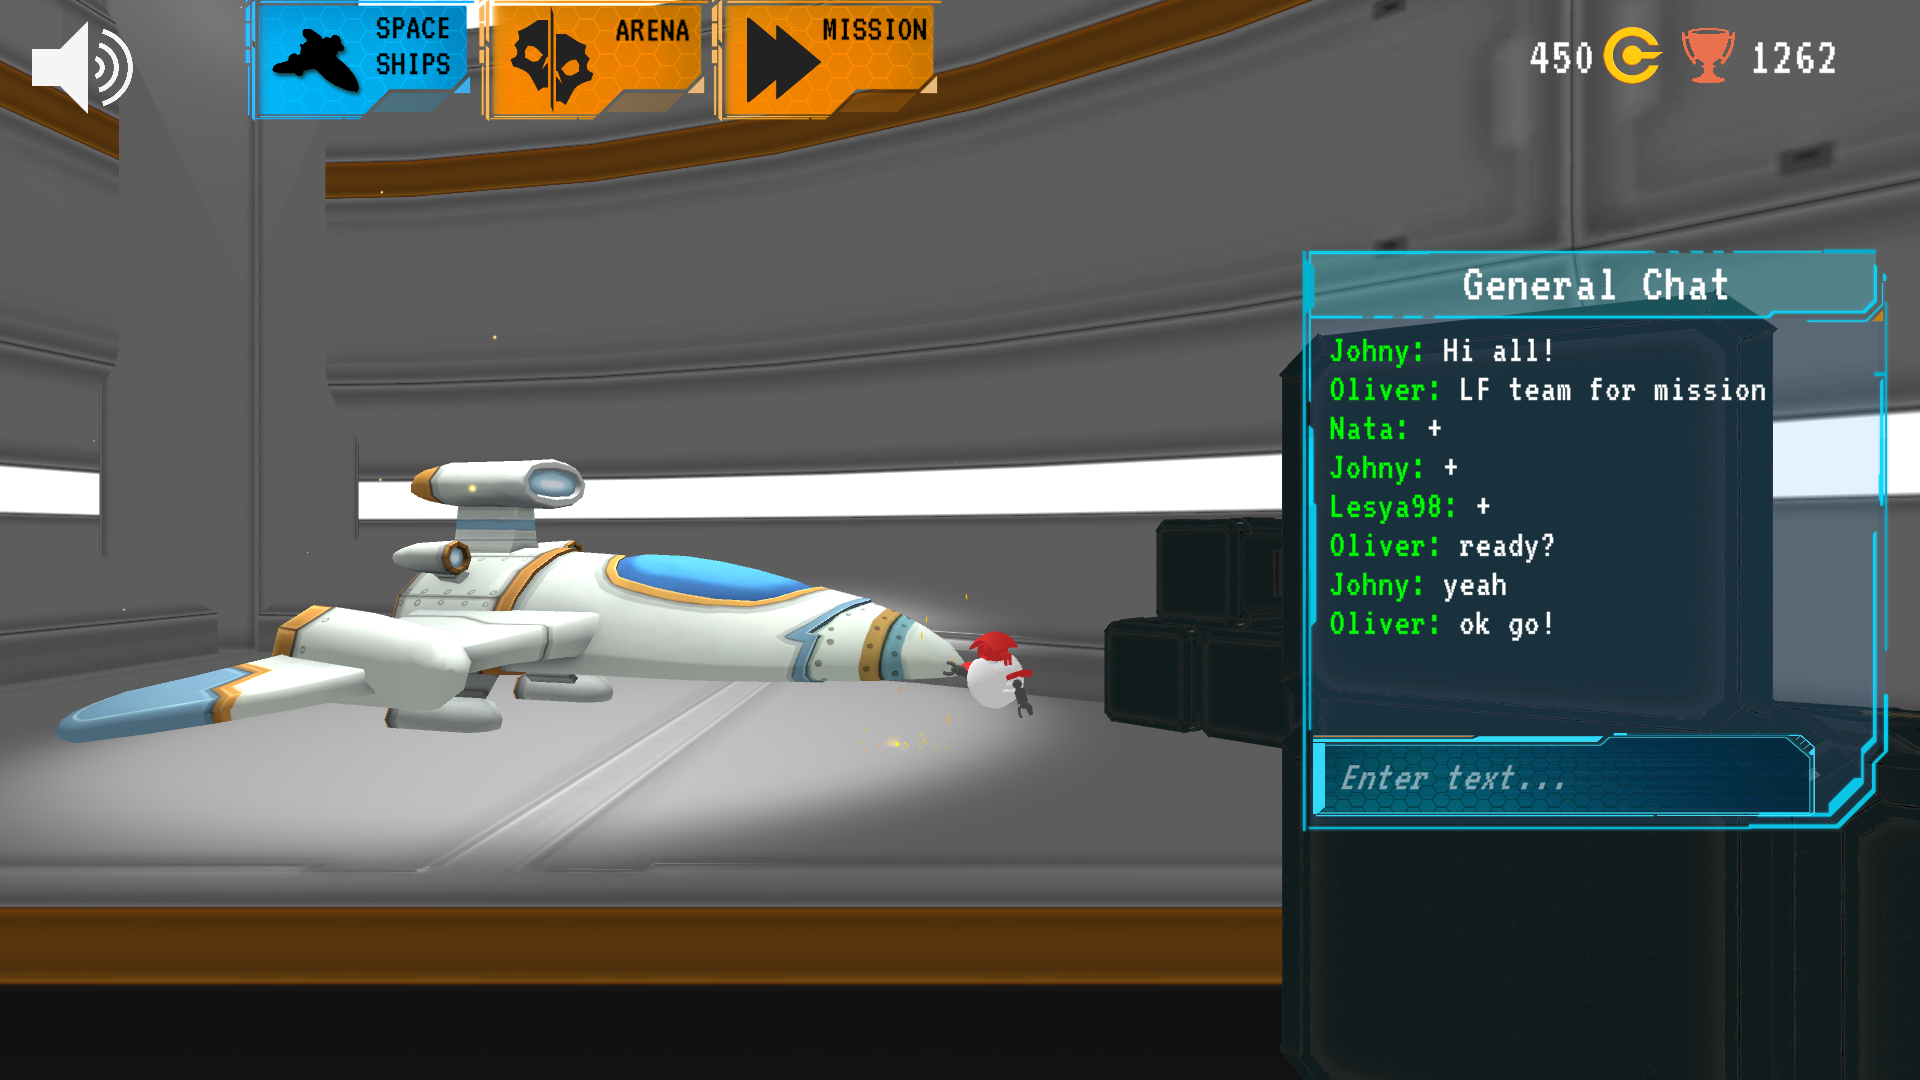 SPACE
SHIPS
ARENA
MISSION
450
1262
General Chat
Johny: Hi all!
Oliver: LF team for mission
Nata: +
Johny: +
Lesya98: +
Oliver: ready?
Johny: yeah
Oliver: ok go!
Enter text...